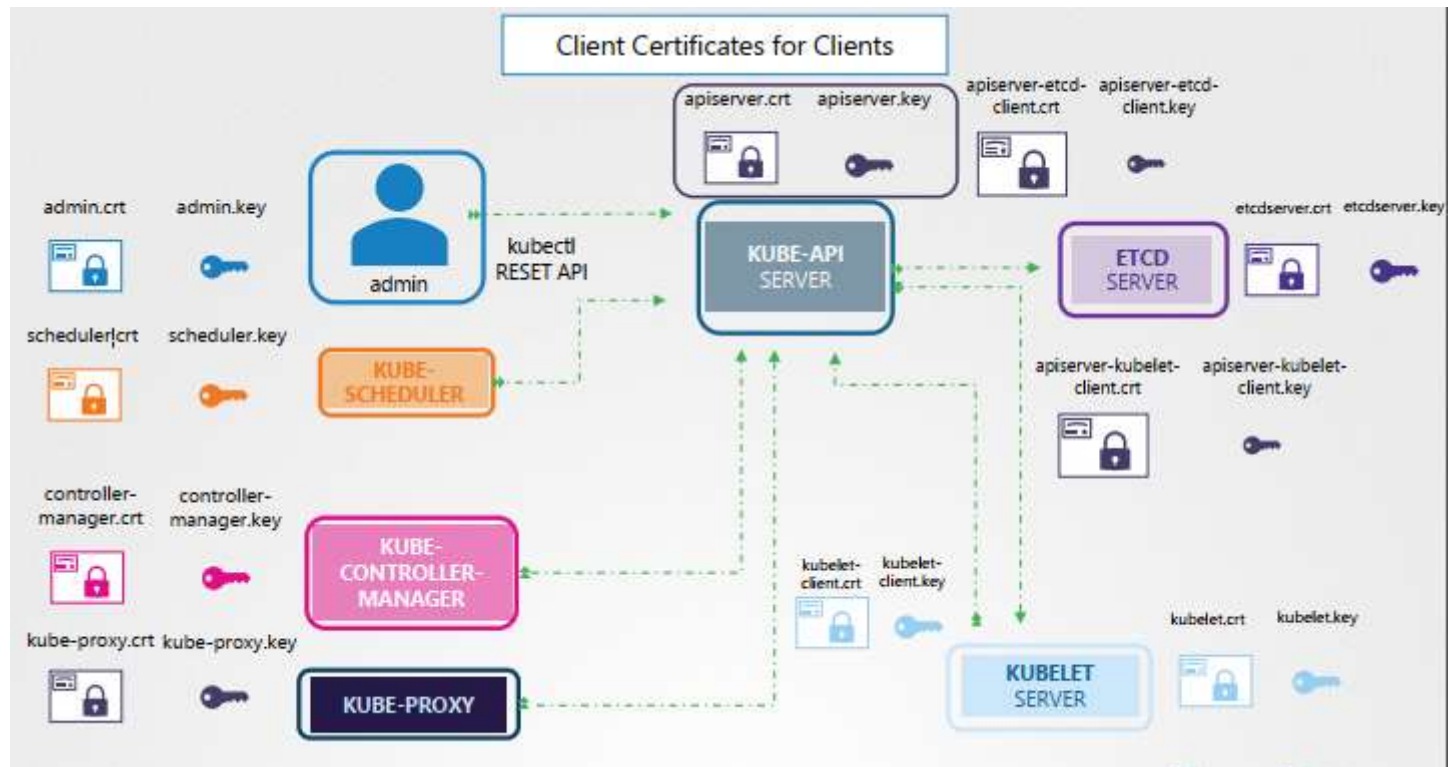 Client Certificates for Clients
apiserver.crt
apiserver.key
apiserver-etcd-
client.crt
apiserver-etcd-
client.key
admin.crt
admin.key
admin
kubectl
RESET API
KUBE-API
SERVER
ETCD
SERVER
etcdserver.crt
etcdserver.key
scheduler|crt
scheduler.key
KUBE-
SCHEDULER
apiserver-kubelet-
client.crt
apiserver-kubelet-
client.key
controller-
manager.crt
controller-
manager.key
KUBE-
CONTROLLER-
MANAGER
kubelet-
client.crt
kubelet-
client.key
kube-proxy.crt
kube-proxy.key
KUBE-PROXY
KUBELET
SERVER
kubelet.crt
kubelet.key